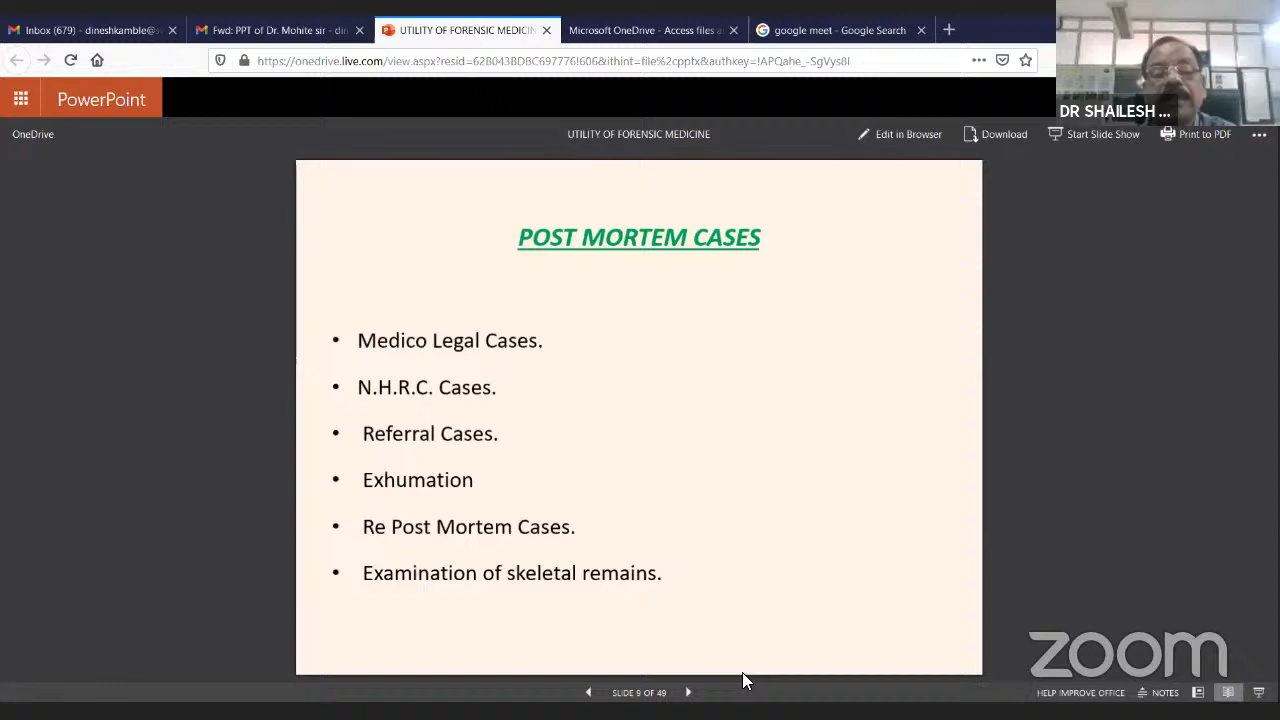 Inbox (679) - dineshkamble@s
Fwd: PPT of Dr. Mohite sir - din
UTILITY OF FORENSIC MEDICIN
Microsoft OneDrive - Access files a
google meet - Google Search
https://onedrive.live.com/view.aspx?resid=62B043BDBC697776!606&ithint=file%2cpptx&authkey=!APQahe_-SgVys8I
PowerPoint
DR SHAILESH ...
OneDrive
UTILITY OF FORENSIC MEDICINE
Edit in Browser
Download
Start Slide Show
Print to PDF
POST MORTEM CASES
• Medico Legal Cases.
• N.H.R.C. Cases.
• Referral Cases.
• Exhumation
• Re Post Mortem Cases.
• Examination of skeletal remains.
zoom
SLIDE 9 OF 49
HELP IMPROVE OFFICE
NOTES